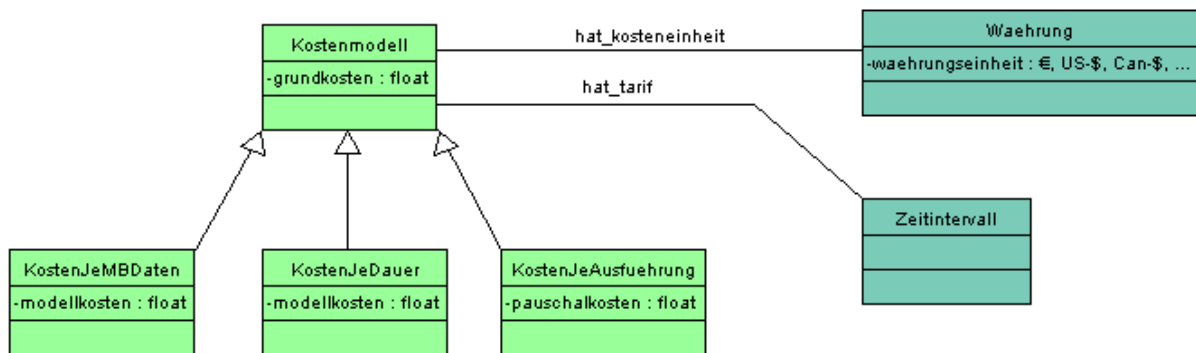 Kostenmodell
-grundkosten : float
hat_kosteneinheit
Waehrung
-waehrungseinheit : €, US-$, Can-$, ...
hat_tarif
Zeitintervall
KostenJeMBDaten
-modellkosten : float
KostenJeDauer
-modellkosten : float
KostenJeAusfuehrung
-pauschalkosten : float